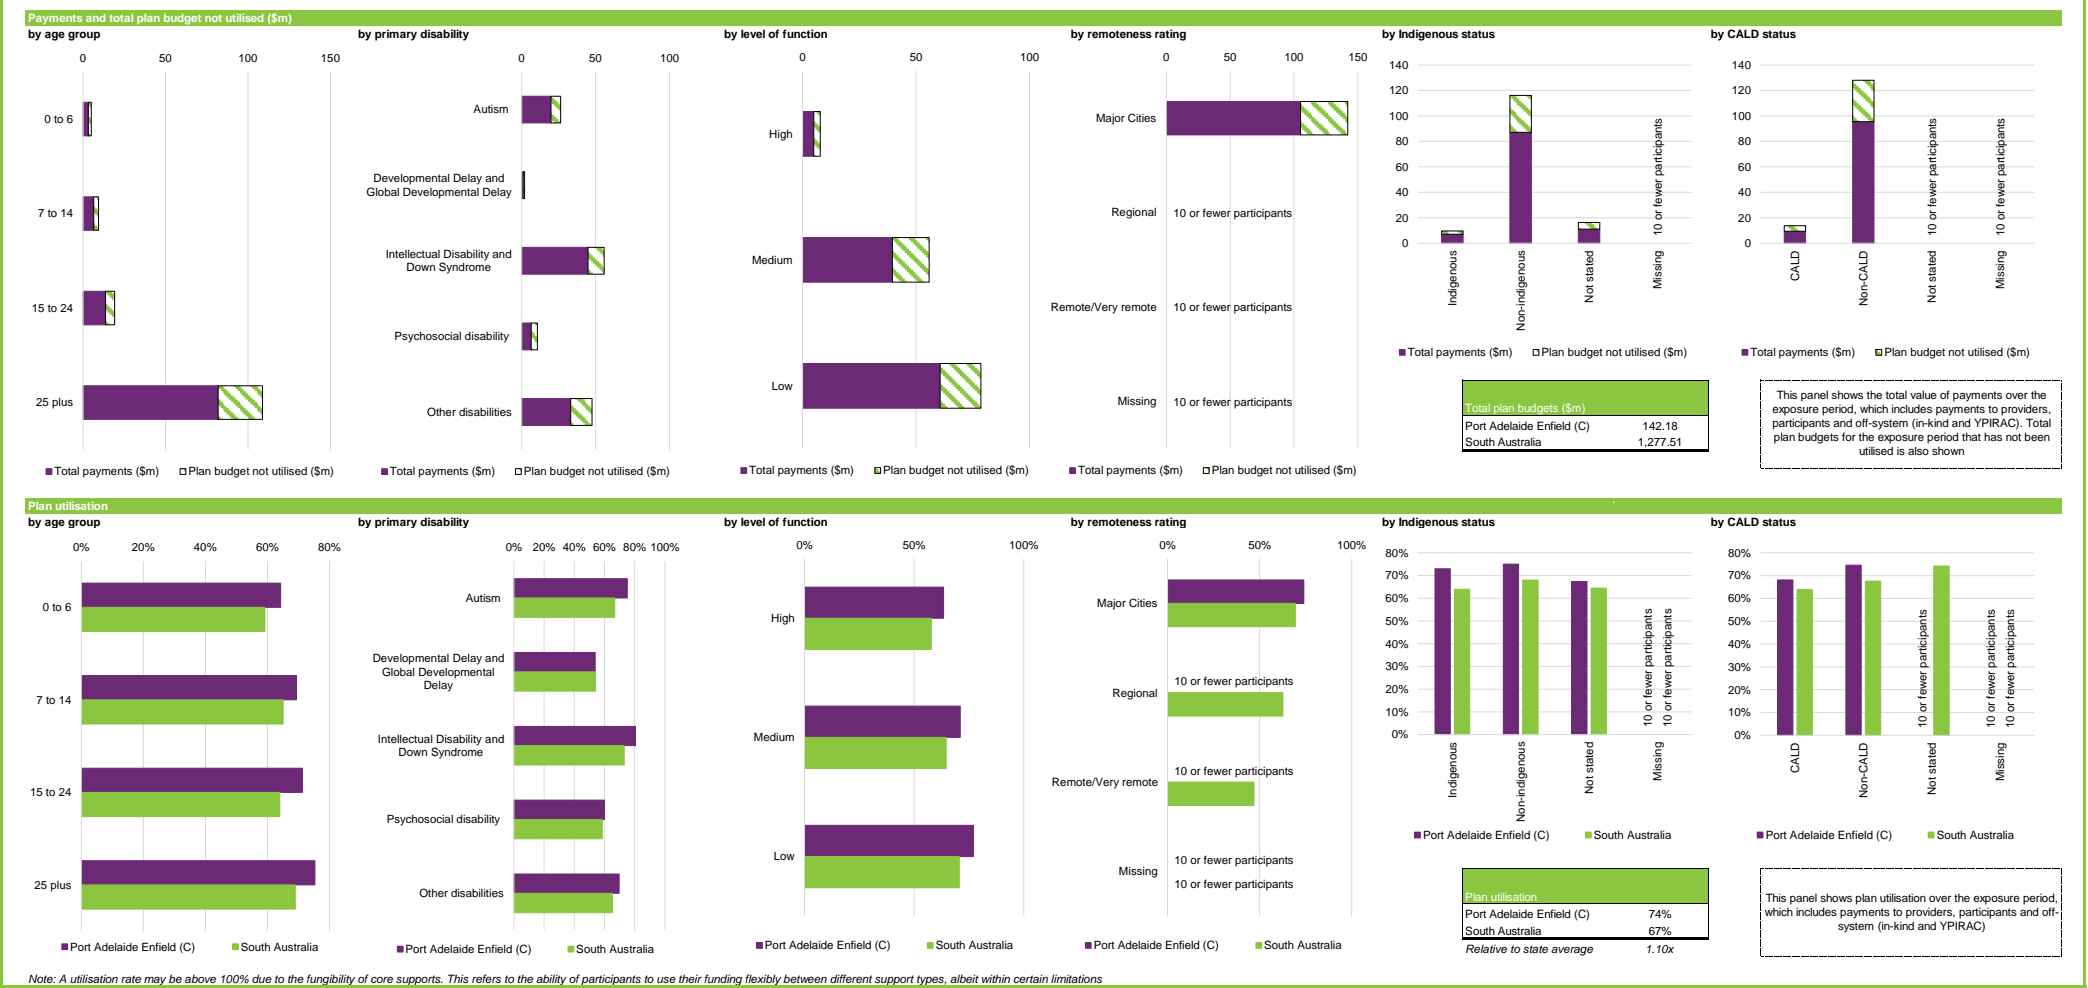 Payments and total plan budget not utilised ($m)
by age group
0 50 100 150
0 to 6
7 to 14
15 to 24
25 plus
Total payments ($m) Plan budget not utilised ($m)
by primary disability
0 50 100
Autism
Developmental Delay and
Global Developmental Delay
Intellectual Disability and
Down Syndrome
Psychosocial disability
Other disabilities
Total payments ($m) Plan budget not utilised ($m)
by level of function
0 50 100
High
Medium
Low
Total payments ($m) Plan budget not utilised ($m)
by remoteness rating
0 50 100 150
Major Cities
Regional 10 or fewer participants
Remote/Very remote 10 or fewer participants
Missing 10 or fewer participants
Total payments ($m) Plan budget not utilised ($m)
by Indigenous status
140
120
100
80
60
40
20
0
10 or fewer participants
Indigenous
Non-indigenous
Not stated
Missing
Total payments ($m) Plan budget not utilised ($m)
by CALD status
140
120
100
80
60
40
20
0
10 or fewer participants
10 or fewer participants
CALD
Non-CALD
Not stated
Missing
Total payments ($m) Plan budget not utilised ($m)
Total plan budgets ($m)
Port Adelaide Enfield (C) 142.18
South Australia 1,277.51
This panel shows the total value of payments over the
exposure period, which includes payments to providers,
participants and off-system (in-kind and YPIRAC). Total
plan budgets for the exposure period that has not been
utilised is also shown
Plan utilisation
by age group
0% 20% 40% 60% 80%
0 to 6
7 to 14
15 to 24
25 plus
Port Adelaide Enfield (C) South Australia
by primary disability
0% 20% 40% 60% 80% 100%
Autism
Developmental Delay and
Global Developmental
Delay
Intellectual Disability and
Down Syndrome
Psychosocial disability
Other disabilities
Port Adelaide Enfield (C) South Australia
by level of function
0% 50% 100%
High
Medium
Low
Port Adelaide Enfield (C) South Australia
by remoteness rating
0% 50% 100%
Major Cities
10 or fewer participants
Regional
10 or fewer participants
Remote/Very remote
10 or fewer participants
Missing
10 or fewer participants
Port Adelaide Enfield (C) South Australia
by Indigenous status
80%
70%
60%
50%
40%
30%
20%
10%
0%
10 or fewer participants
10 or fewer participants
Indigenous
Non-indigenous
Not stated
Missing
Port Adelaide Enfield (C) South Australia
by CALD status
80%
70%
60%
50%
40%
30%
20%
10%
0%
10 or fewer participants
10 or fewer participants
10 or fewer participants
CALD
Non-CALD
Not stated
Missing
Port Adelaide Enfield (C) South Australia
Plan utilisation
Port Adelaide Enfield (C) 74%
South Australia 67%
Relative to state average 1.10x
This panel shows plan utilisation over the exposure period,
which includes payments to providers, participants and off-
system (in-kind and YPIRAC)
Note: A utilisation rate may be above 100% due to the fungibility of core supports. This refers to the ability of participants to use their funding flexibly between different support types, albeit within certain limitations